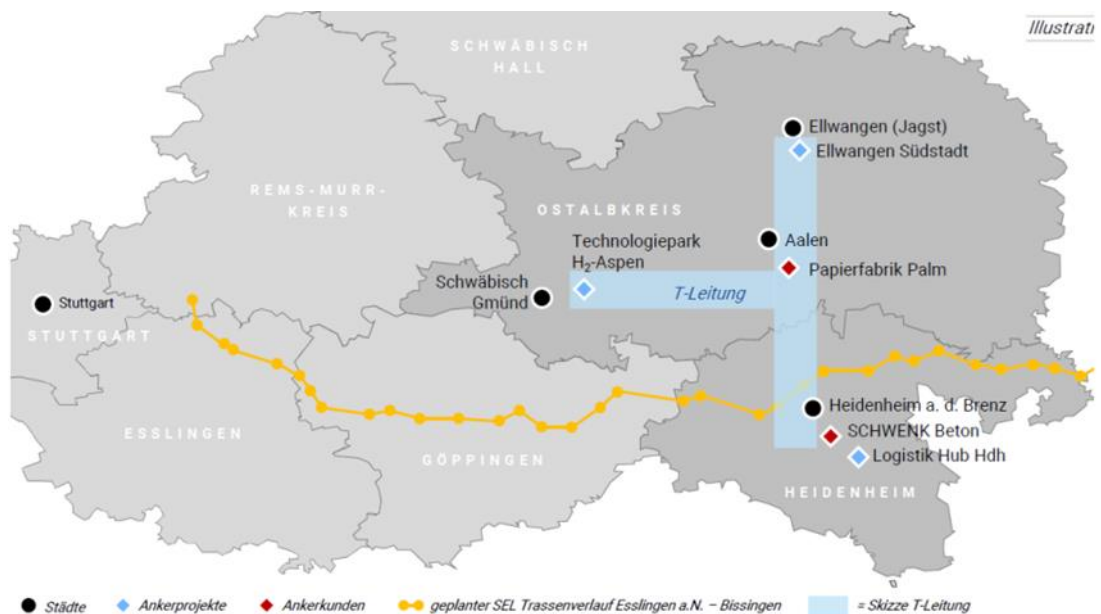 Illustrati
SCHWÄBISCH
HALL
Ellwangen (Jagst)
Ellwangen Südstadt
REMS-MURR-
KREIS
OSTALBKREIS
Technologiepark
H₂-Aspen
Aalen
Papierfabrik Palm
Schwäbisch
Gmünd
T-Leitung
Stuttgart
STUTTGART
Heidenheim a. d. Brenz
SCHWENK Beton
Logistik Hub Hdh
ESSLINGEN
GÖPPINGEN
HEIDENHEIM
Städte
Ankerprojekte
Ankerkunden
geplanter SEL Trassenverlauf Esslingen a.N. – Bissingen
= Skizze T-Leitung